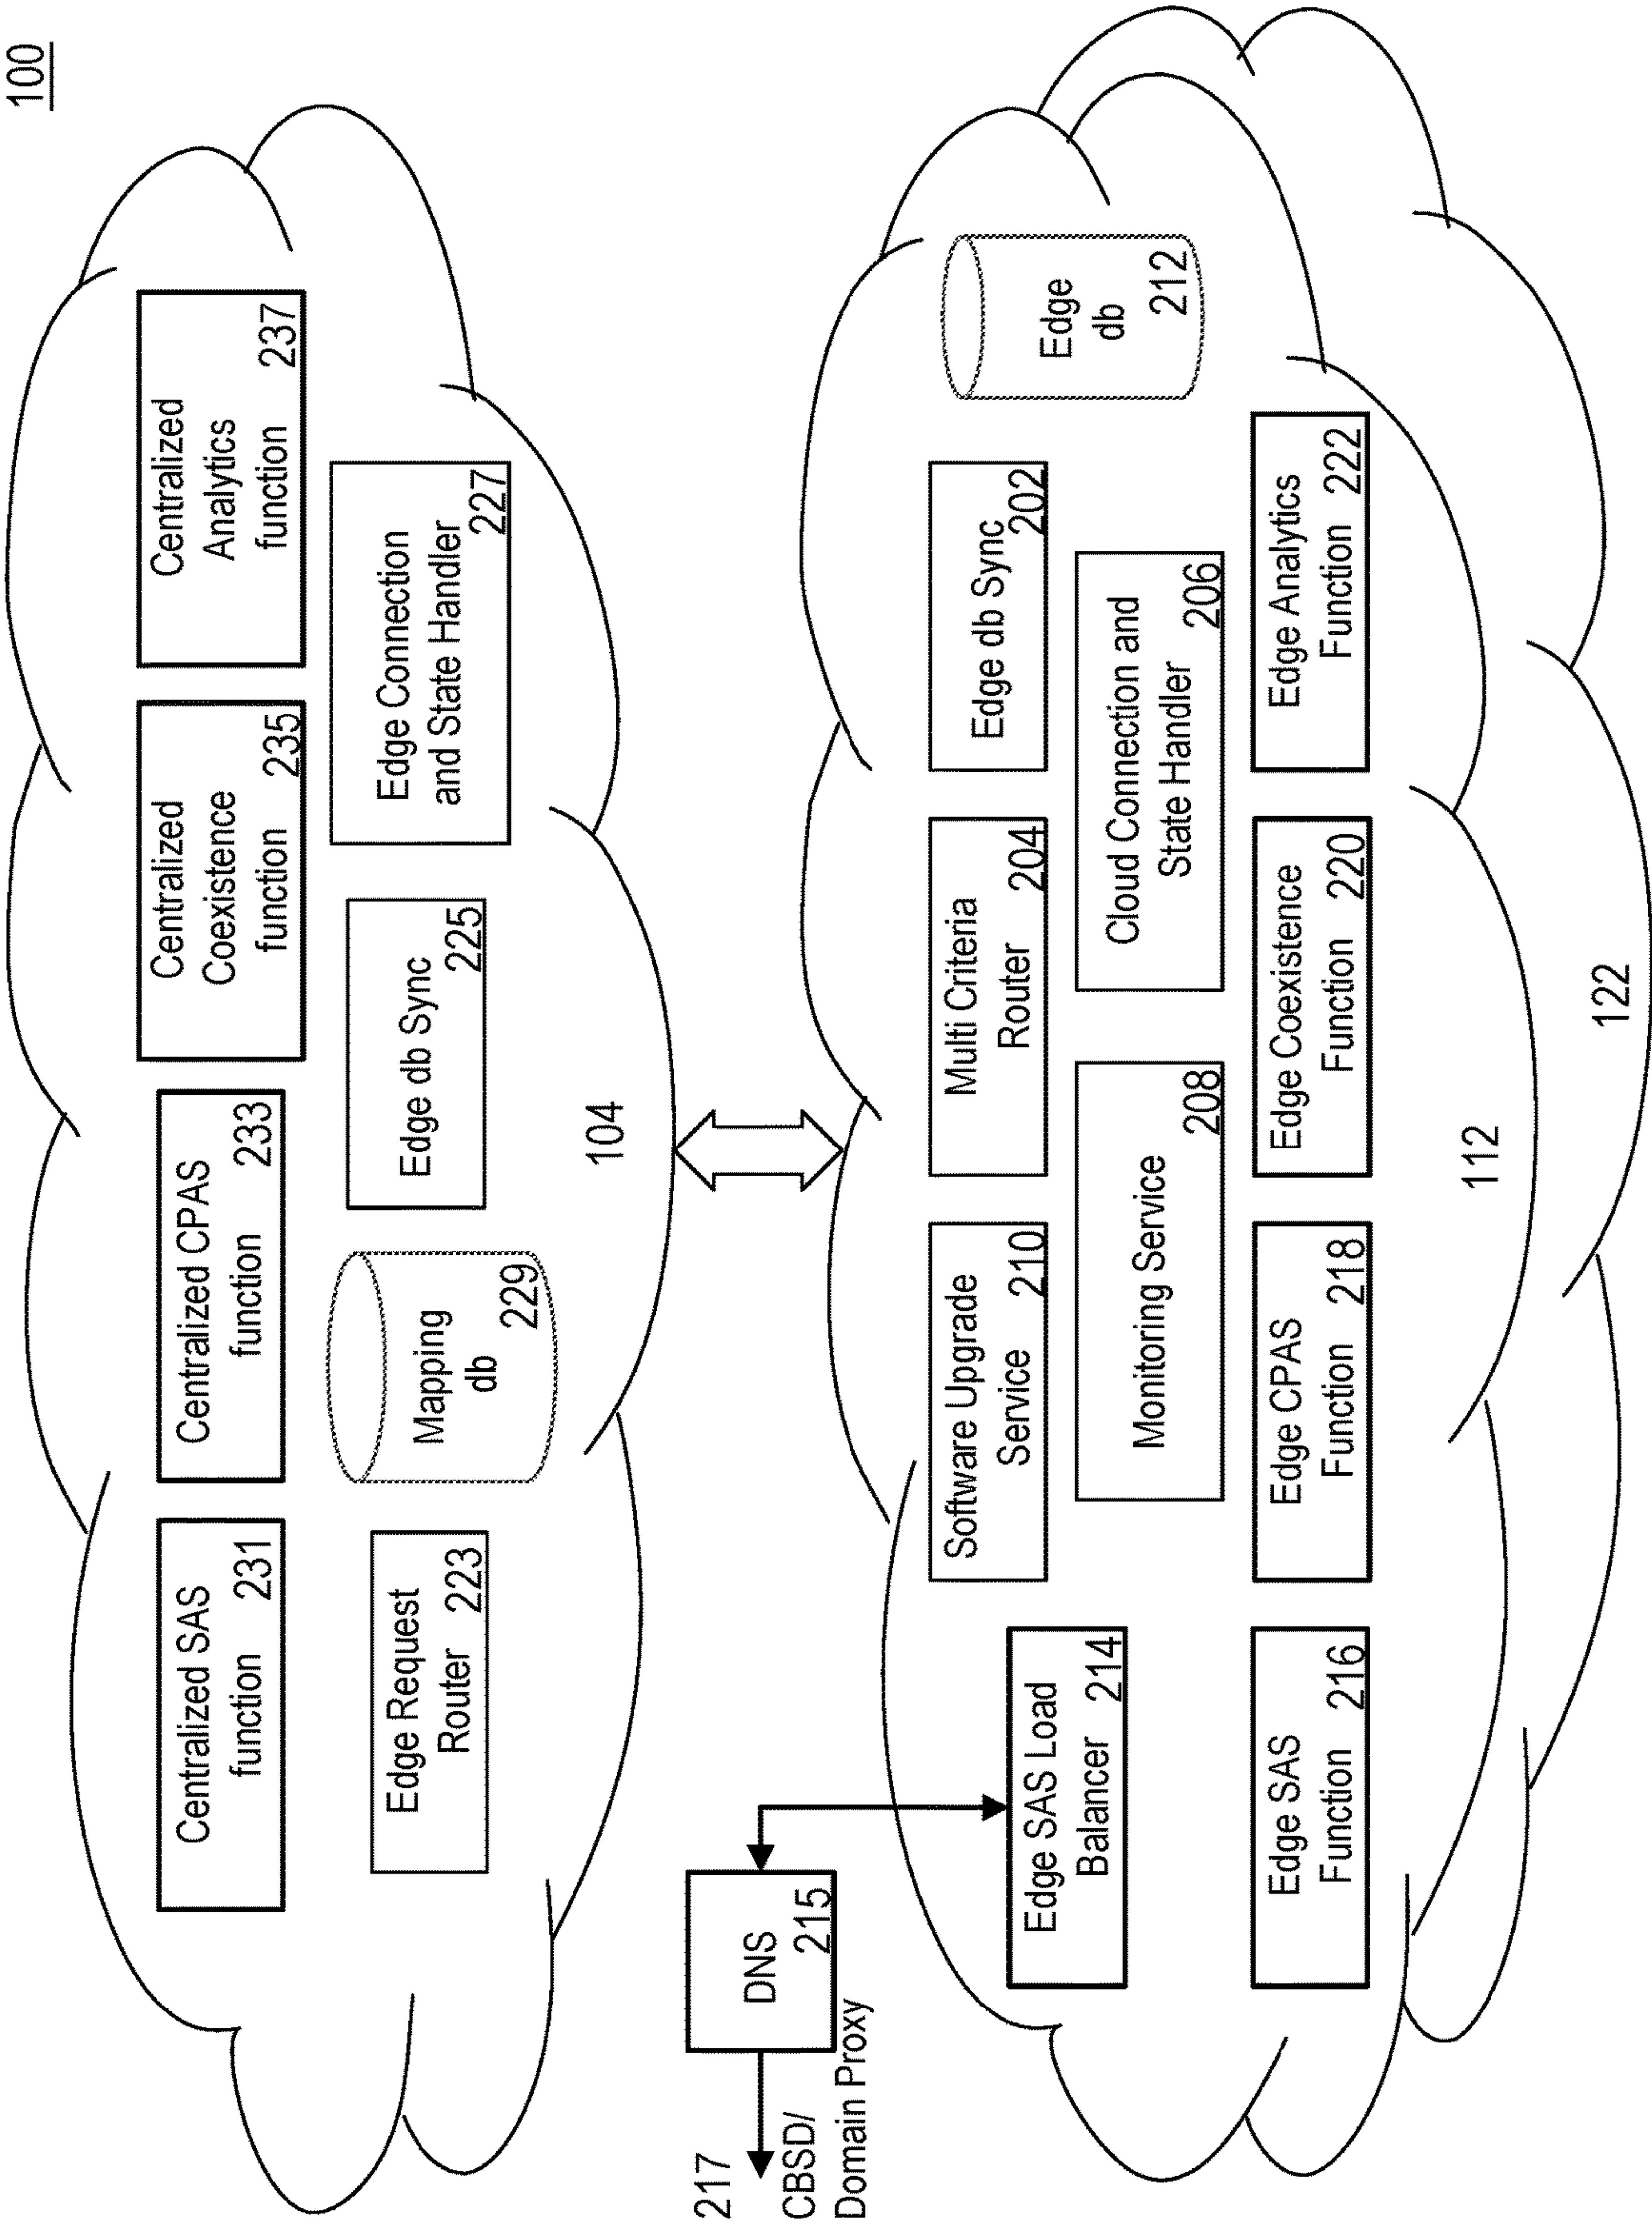 100
Centralized SAS
function 231
Centralized CPAS
function 233
Centralized
Coexistence
function 235
Centralized
Analytics
function 237
Edge Request
Router 223
Mapping
db
229
Edge db Sync
225
Edge Connection
and State Handler
227
104
217
CBSD/
Domain Proxy
DNS
215
Edge SAS Load
Balancer 214
Software Upgrade
Service 210
Multi Criteria
Router 204
Edge db Sync
202
Edge
db
212
Monitoring Service
208
Cloud Connection and
State Handler 206
Edge SAS
Function 216
Edge CPAS
Function 218
Edge Coexistence
Function 220
Edge Analytics
Function 222
112
122